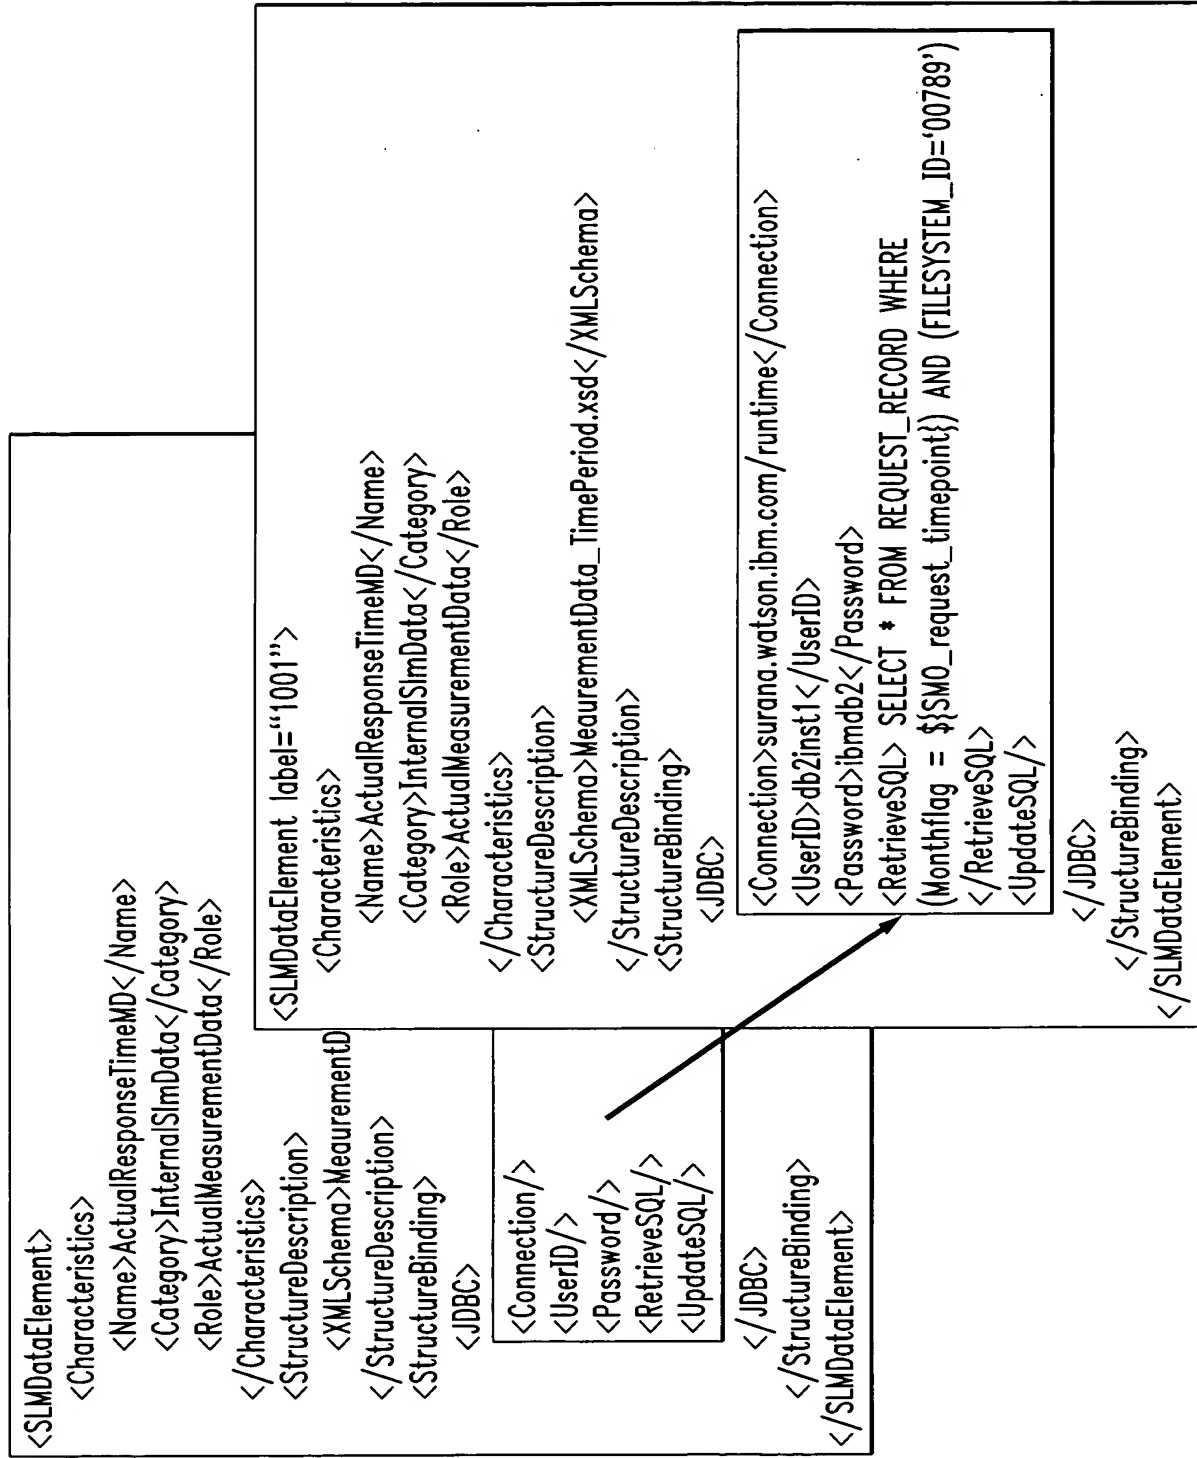 <SLMDataElement>
<Characteristics>
<Name>ActualResponseTimeMD</Name>
<Category>InternalSlmData</Category>
<Role>ActualMeasurementData</Role>
</Characteristics>
<StructureDescription>
<XMLSchema>MeaurementD
</StructureDescription>
<StructureBinding>
<JDBC>
<Connection/>
<UserID/>
<Password/>
<RetrieveSQL/>
<UpdateSQL/>
</JDBC>
</StructureBinding>
</SLMDataElement>
<SLMDataElement label=“1001”>
<Characteristics>
<Name>ActualResponseTimeMD</Name>
<Category>InternalSlmData</Category>
<Role>ActualMeasurementData</Role>
</Characteristics>
<StructureDescription>
<XMLSchema>MeaurementData_TimePeriod.xsd</XMLSchema>
</StructureDescription>
<StructureBinding>
<JDBC>
<Connection>surana.watson.ibm.com/runtime</Connection>
<UserID>db2inst1</UserID>
<Password>ibmdb2</Password>
<RetrieveSQL> SELECT * FROM REQUEST_RECORD WHERE
(Monthflag = ${SMO_request_timepoint}) AND (FILESYSTEM_ID=‘00789’)
</RetrieveSQL>
<UpdateSQL/>
</JDBC>
</StructureBinding>
</SLMDataElement>